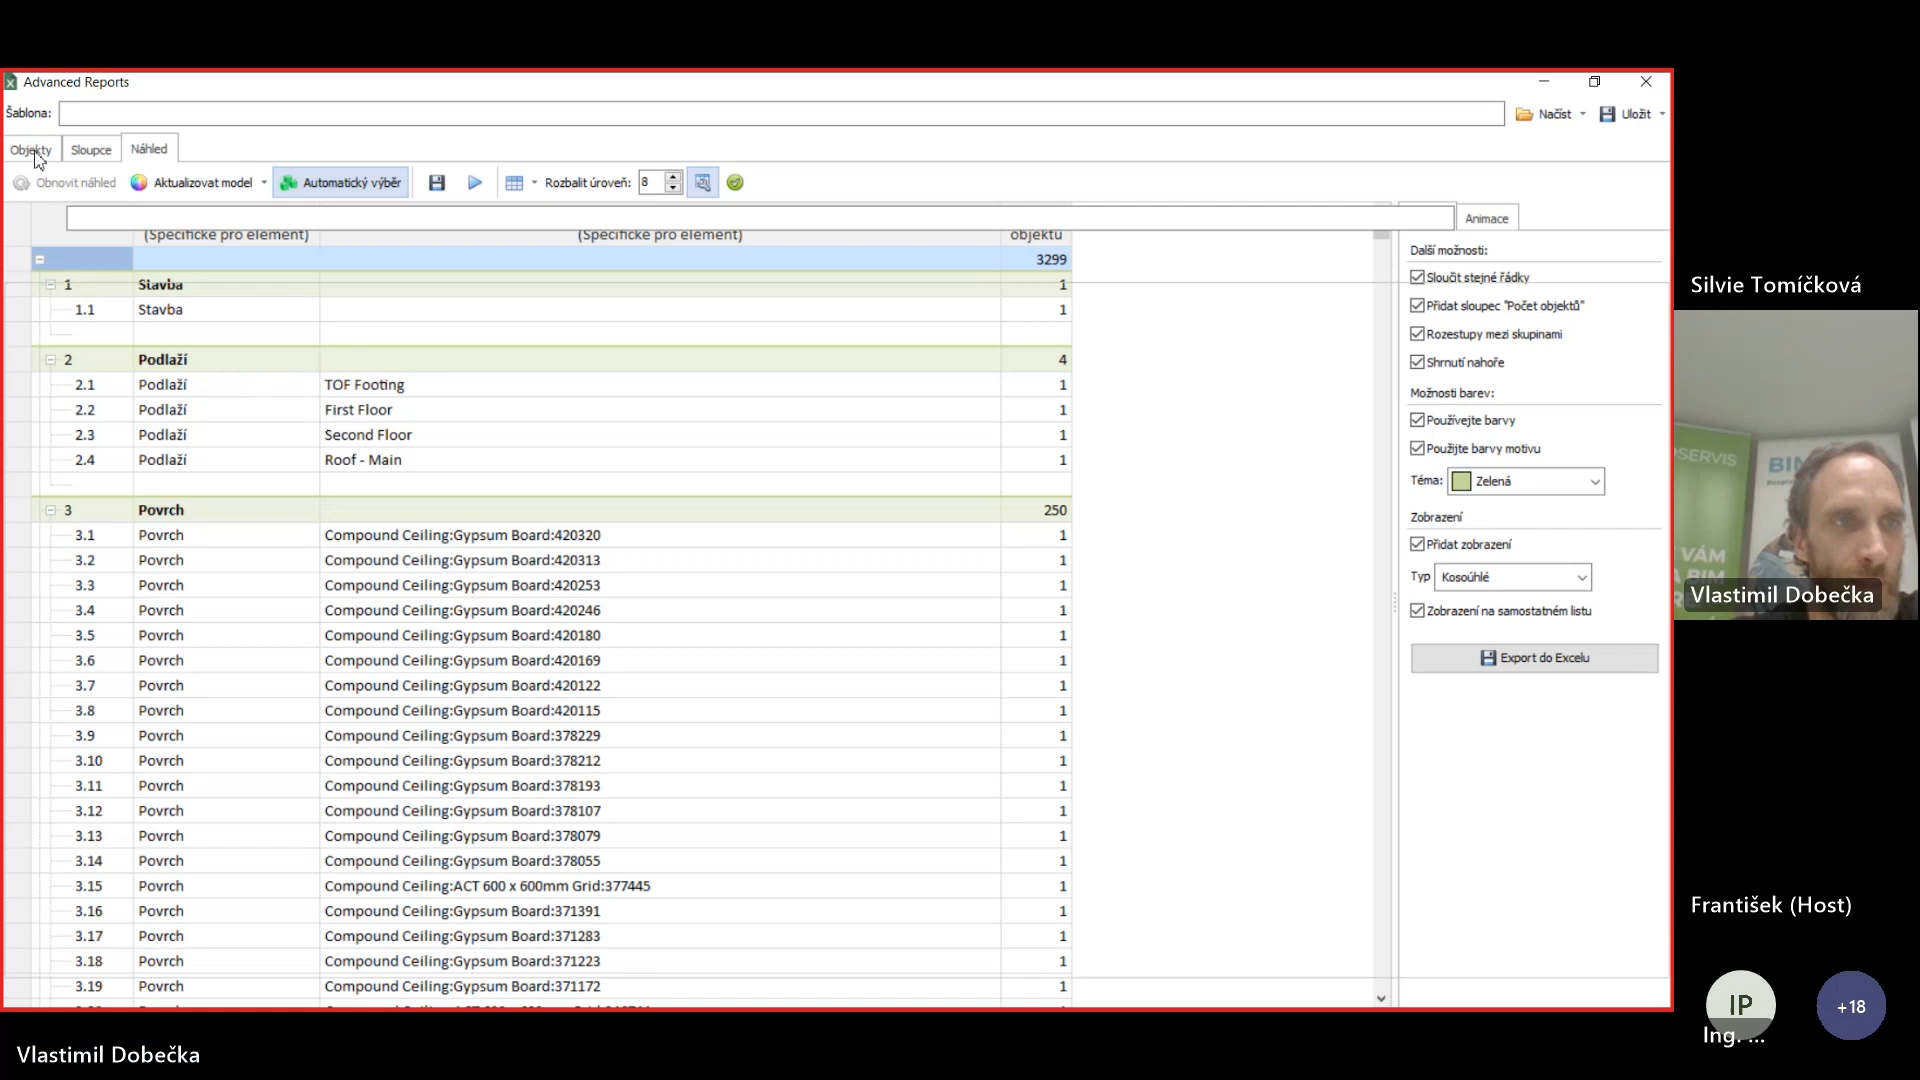 Advanced Reports
Šablona:
Načíst
Uložit
Objekty
Sloupce
Náhled
Obnovit náhled
Aktualizovat model
Automatický výběr
Rozbalit úroveň:
8
Animace
(Specifické pro element) (Specifické pro element) objektů
3299
1 Stavba 1
1.1 Stavba 1
2 Podlaží 4
2.1 Podlaží TOF Footing 1
2.2 Podlaží First Floor 1
2.3 Podlaží Second Floor 1
2.4 Podlaží Roof - Main 1
3 Povrch 250
3.1 Povrch Compound Ceiling:Gypsum Board:420320 1
3.2 Povrch Compound Ceiling:Gypsum Board:420313 1
3.3 Povrch Compound Ceiling:Gypsum Board:420253 1
3.4 Povrch Compound Ceiling:Gypsum Board:420246 1
3.5 Povrch Compound Ceiling:Gypsum Board:420180 1
3.6 Povrch Compound Ceiling:Gypsum Board:420169 1
3.7 Povrch Compound Ceiling:Gypsum Board:420122 1
3.8 Povrch Compound Ceiling:Gypsum Board:420115 1
3.9 Povrch Compound Ceiling:Gypsum Board:378229 1
3.10 Povrch Compound Ceiling:Gypsum Board:378212 1
3.11 Povrch Compound Ceiling:Gypsum Board:378193 1
3.12 Povrch Compound Ceiling:Gypsum Board:378107 1
3.13 Povrch Compound Ceiling:Gypsum Board:378079 1
3.14 Povrch Compound Ceiling:Gypsum Board:378055 1
3.15 Povrch Compound Ceiling:ACT 600 x 600mm Grid:377445 1
3.16 Povrch Compound Ceiling:Gypsum Board:371391 1
3.17 Povrch Compound Ceiling:Gypsum Board:371283 1
3.18 Povrch Compound Ceiling:Gypsum Board:371223 1
3.19 Povrch Compound Ceiling:Gypsum Board:371172 1
Další možnosti:
Sloučit stejné řádky
Přidat sloupec "Počet objektů"
Rozestupy mezi skupinami
Shrnutí nahoře
Možnosti barev:
Používejte barvy
Použijte barvy motivu
Téma: Zelená
Zobrazení
Přidat zobrazení
Typ Kosoúhlé
Zobrazení na samostatném listu
Export do Excelu
Silvie Tomíčková
VÁM
Vlastimil Dobečka
František (Host)
IP
+18
Ing. ...
Vlastimil Dobečka